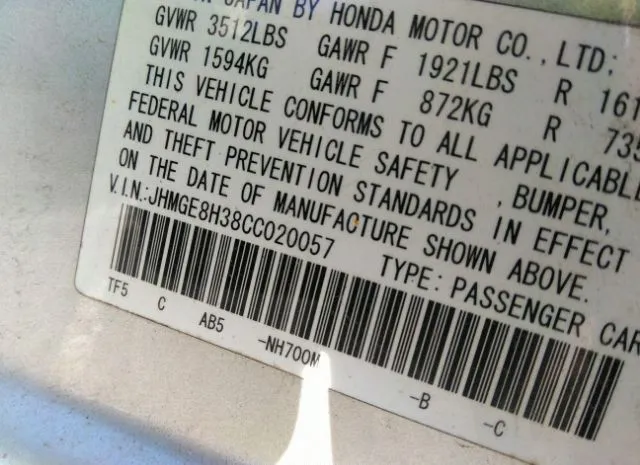 JAPAN BY HONDA MOTOR CO.,LTD.
GVWR 3512LBS GAWR F 1921LBS R 161
GVWR 1594KG GAWR F 872KG R 735
THIS VEHICLE CONFORMS TO ALL APPLICABLE
FEDERAL MOTOR VEHICLE SAFETY , BUMPER,
AND THEFT PREVENTION STANDARDS IN EFFECT
ON THE DATE OF MANUFACTURE SHOWN ABOVE.
V.I.N.:JHMGE8H38CC020057 TYPE:PASSENGER CAR
TF5 C AB5 -NH700M -B -C